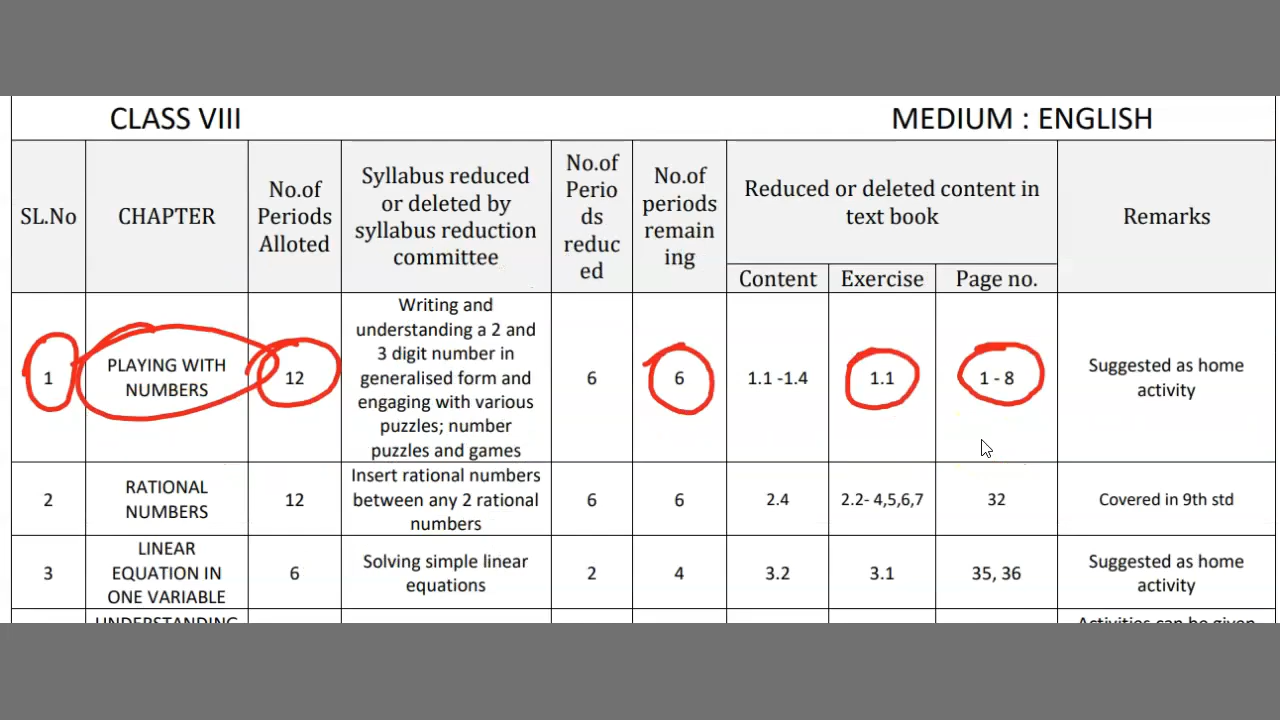 CLASS VIII
MEDIUM : ENGLISH
SL.No
CHAPTER
No.of
Periods
Alloted
Syllabus reduced
or deleted by
syllabus reduction
committee
No.of
Perio
ds
reduc
ed
No.of
periods
remain
ing
Reduced or deleted content in
text book
Content
Exercise
Page no.
Remarks
1
PLAYING WITH
NUMBERS
12
Writing and
understanding a 2 and
3 digit number in
generalised form and
engaging with various
puzzles; number
puzzles and games
6
6
1.1 -1.4
1.1
1 - 8
Suggested as home
activity
2
RATIONAL
NUMBERS
12
Insert rational numbers
between any 2 rational
numbers
6
6
2.4
2.2- 4,5,6,7
32
Covered in 9th std
3
LINEAR
EQUATION IN
ONE VARIABLE
6
Solving simple linear
equations
2
4
3.2
3.1
35, 36
Suggested as home
activity
UNDERSTANDING
Activities can be given